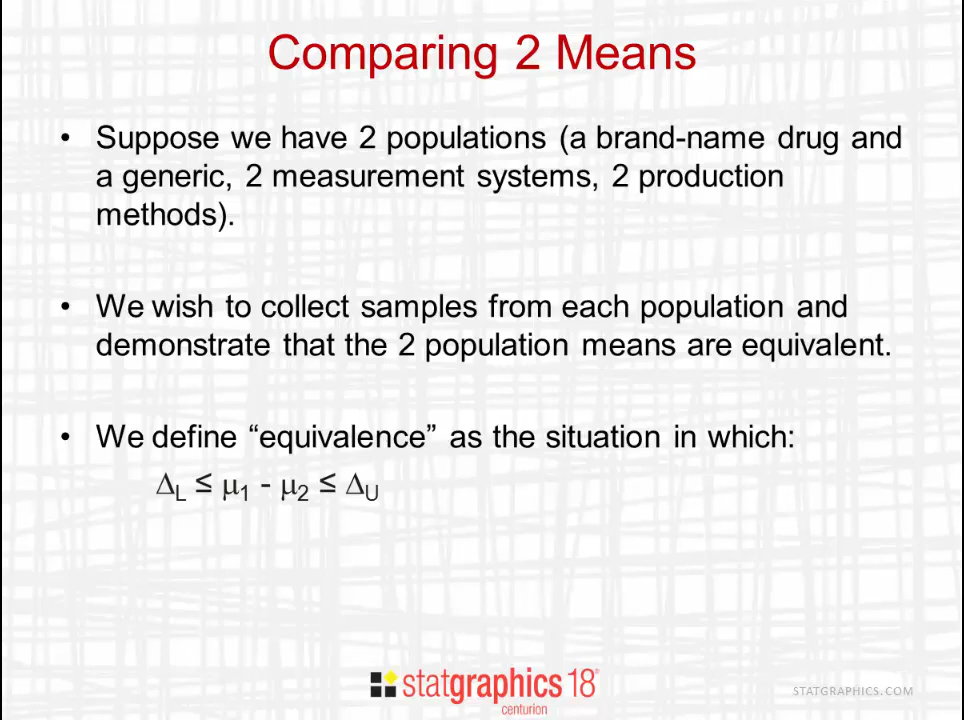 Comparing 2 Means
• Suppose we have 2 populations (a brand-name drug and
a generic, 2 measurement systems, 2 production
methods).
• We wish to collect samples from each population and
demonstrate that the 2 population means are equivalent.
• We define “equivalence” as the situation in which:
ΔL ≤ μ1 - μ2 ≤ ΔU
statgraphics 18®
centurion
STATGRAPHICS.COM